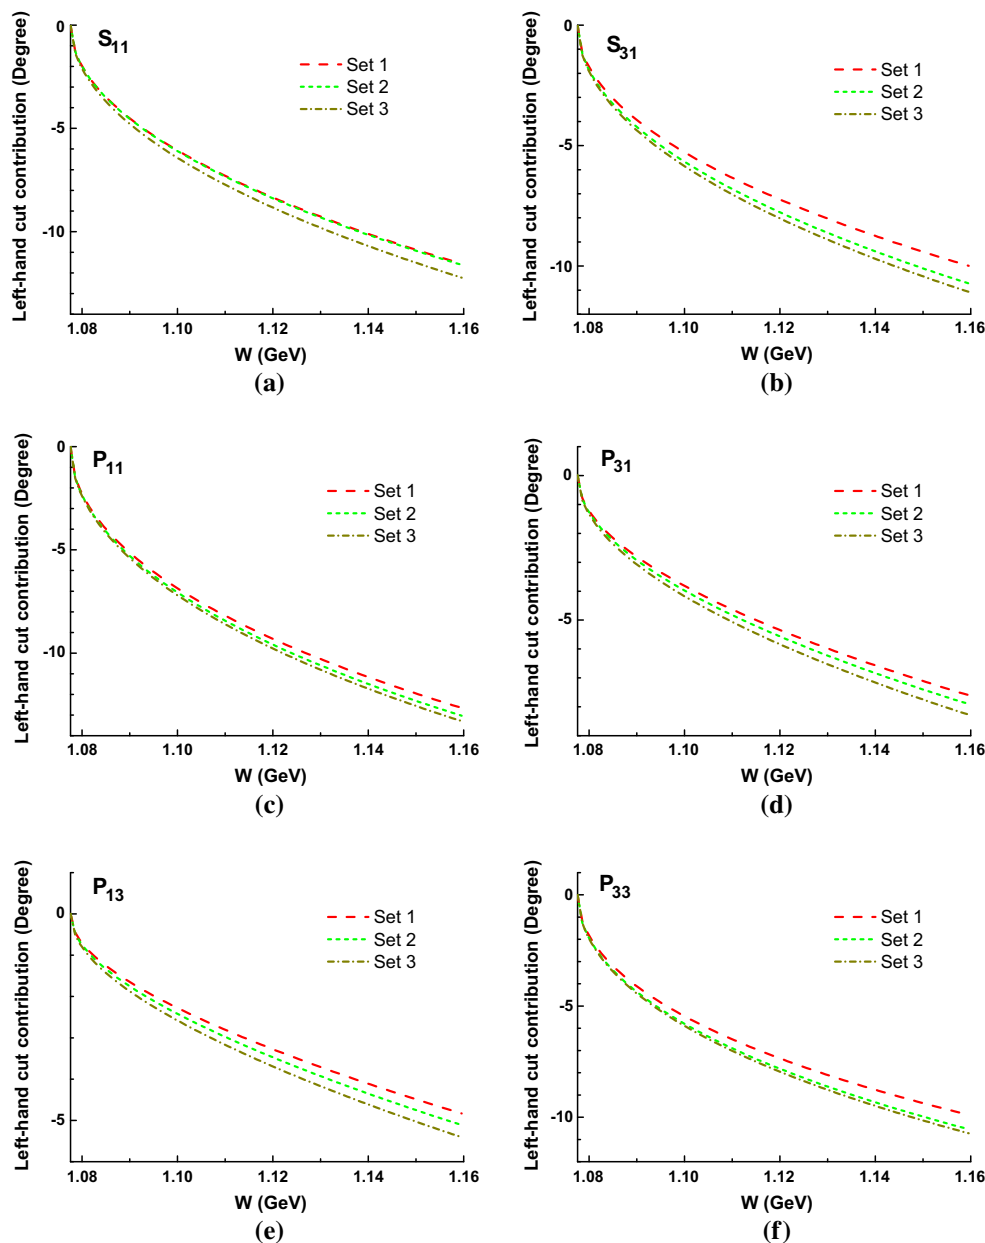 Left-hand cut contribution (Degree)
S11
Set 1
Set 2
Set 3
0
-5
-10
1.08 1.10 1.12 1.14 1.16
W (GeV)
(a)
Left-hand cut contribution (Degree)
S31
Set 1
Set 2
Set 3
0
-5
-10
1.08 1.10 1.12 1.14 1.16
W (GeV)
(b)
Left-hand cut contribution (Degree)
P11
Set 1
Set 2
Set 3
0
-5
-10
1.08 1.10 1.12 1.14 1.16
W (GeV)
(c)
Left-hand cut contribution (Degree)
P31
Set 1
Set 2
Set 3
0
-5
1.08 1.10 1.12 1.14 1.16
W (GeV)
(d)
Left-hand cut contribution (Degree)
P13
Set 1
Set 2
Set 3
0
-5
1.08 1.10 1.12 1.14 1.16
W (GeV)
(e)
Left-hand cut contribution (Degree)
P33
Set 1
Set 2
Set 3
0
-5
-10
1.08 1.10 1.12 1.14 1.16
W (GeV)
(f)